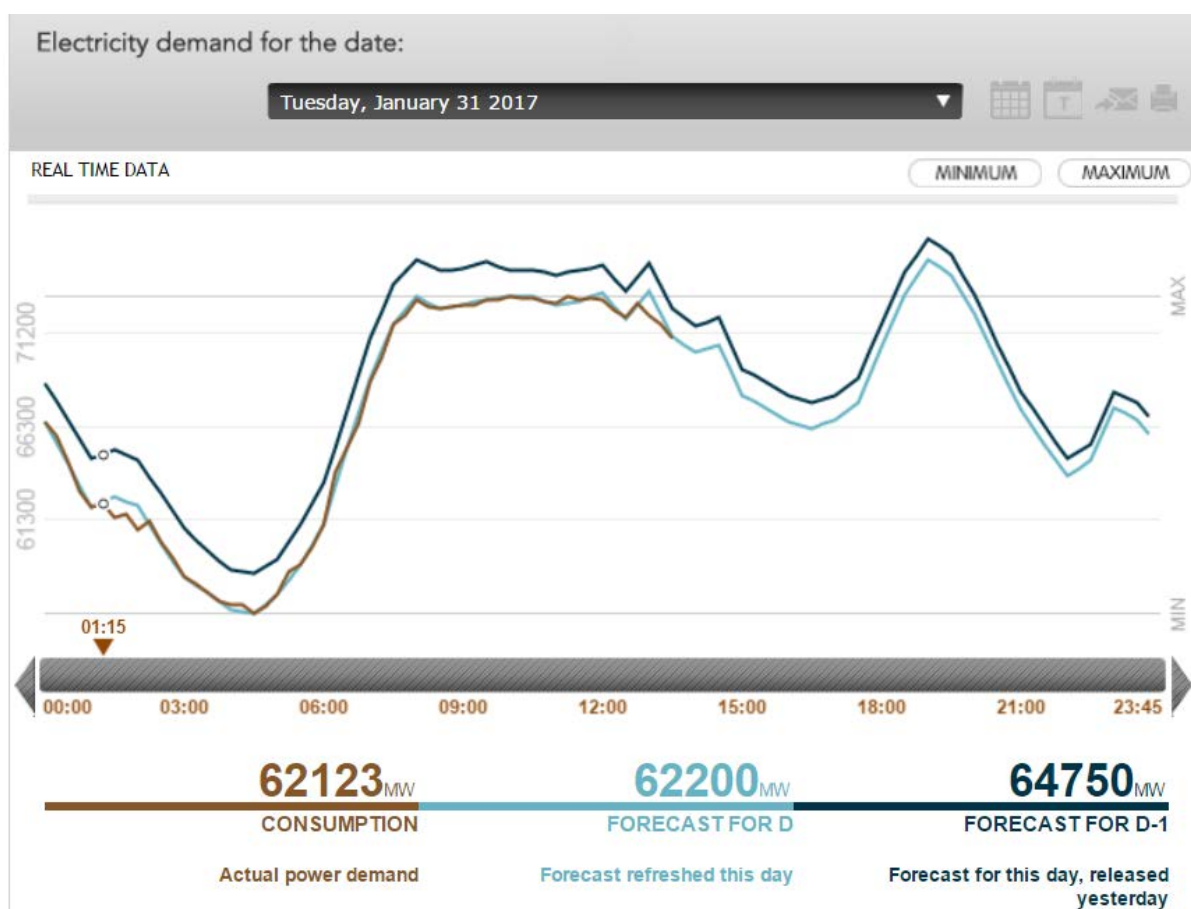 Electricity demand for the date:
Tuesday, January 31 2017
T
REAL TIME DATA
MINIMUM
MAXIMUM
MAX
71200
66300
61300
MIN
01:15
00:00 03:00 06:00 09:00 12:00 15:00 18:00 21:00 23:45
62123MW 62200MW 64750MW
CONSUMPTION FORECAST FOR D FORECAST FOR D-1
Actual power demand Forecast refreshed this day Forecast for this day, released
yesterday